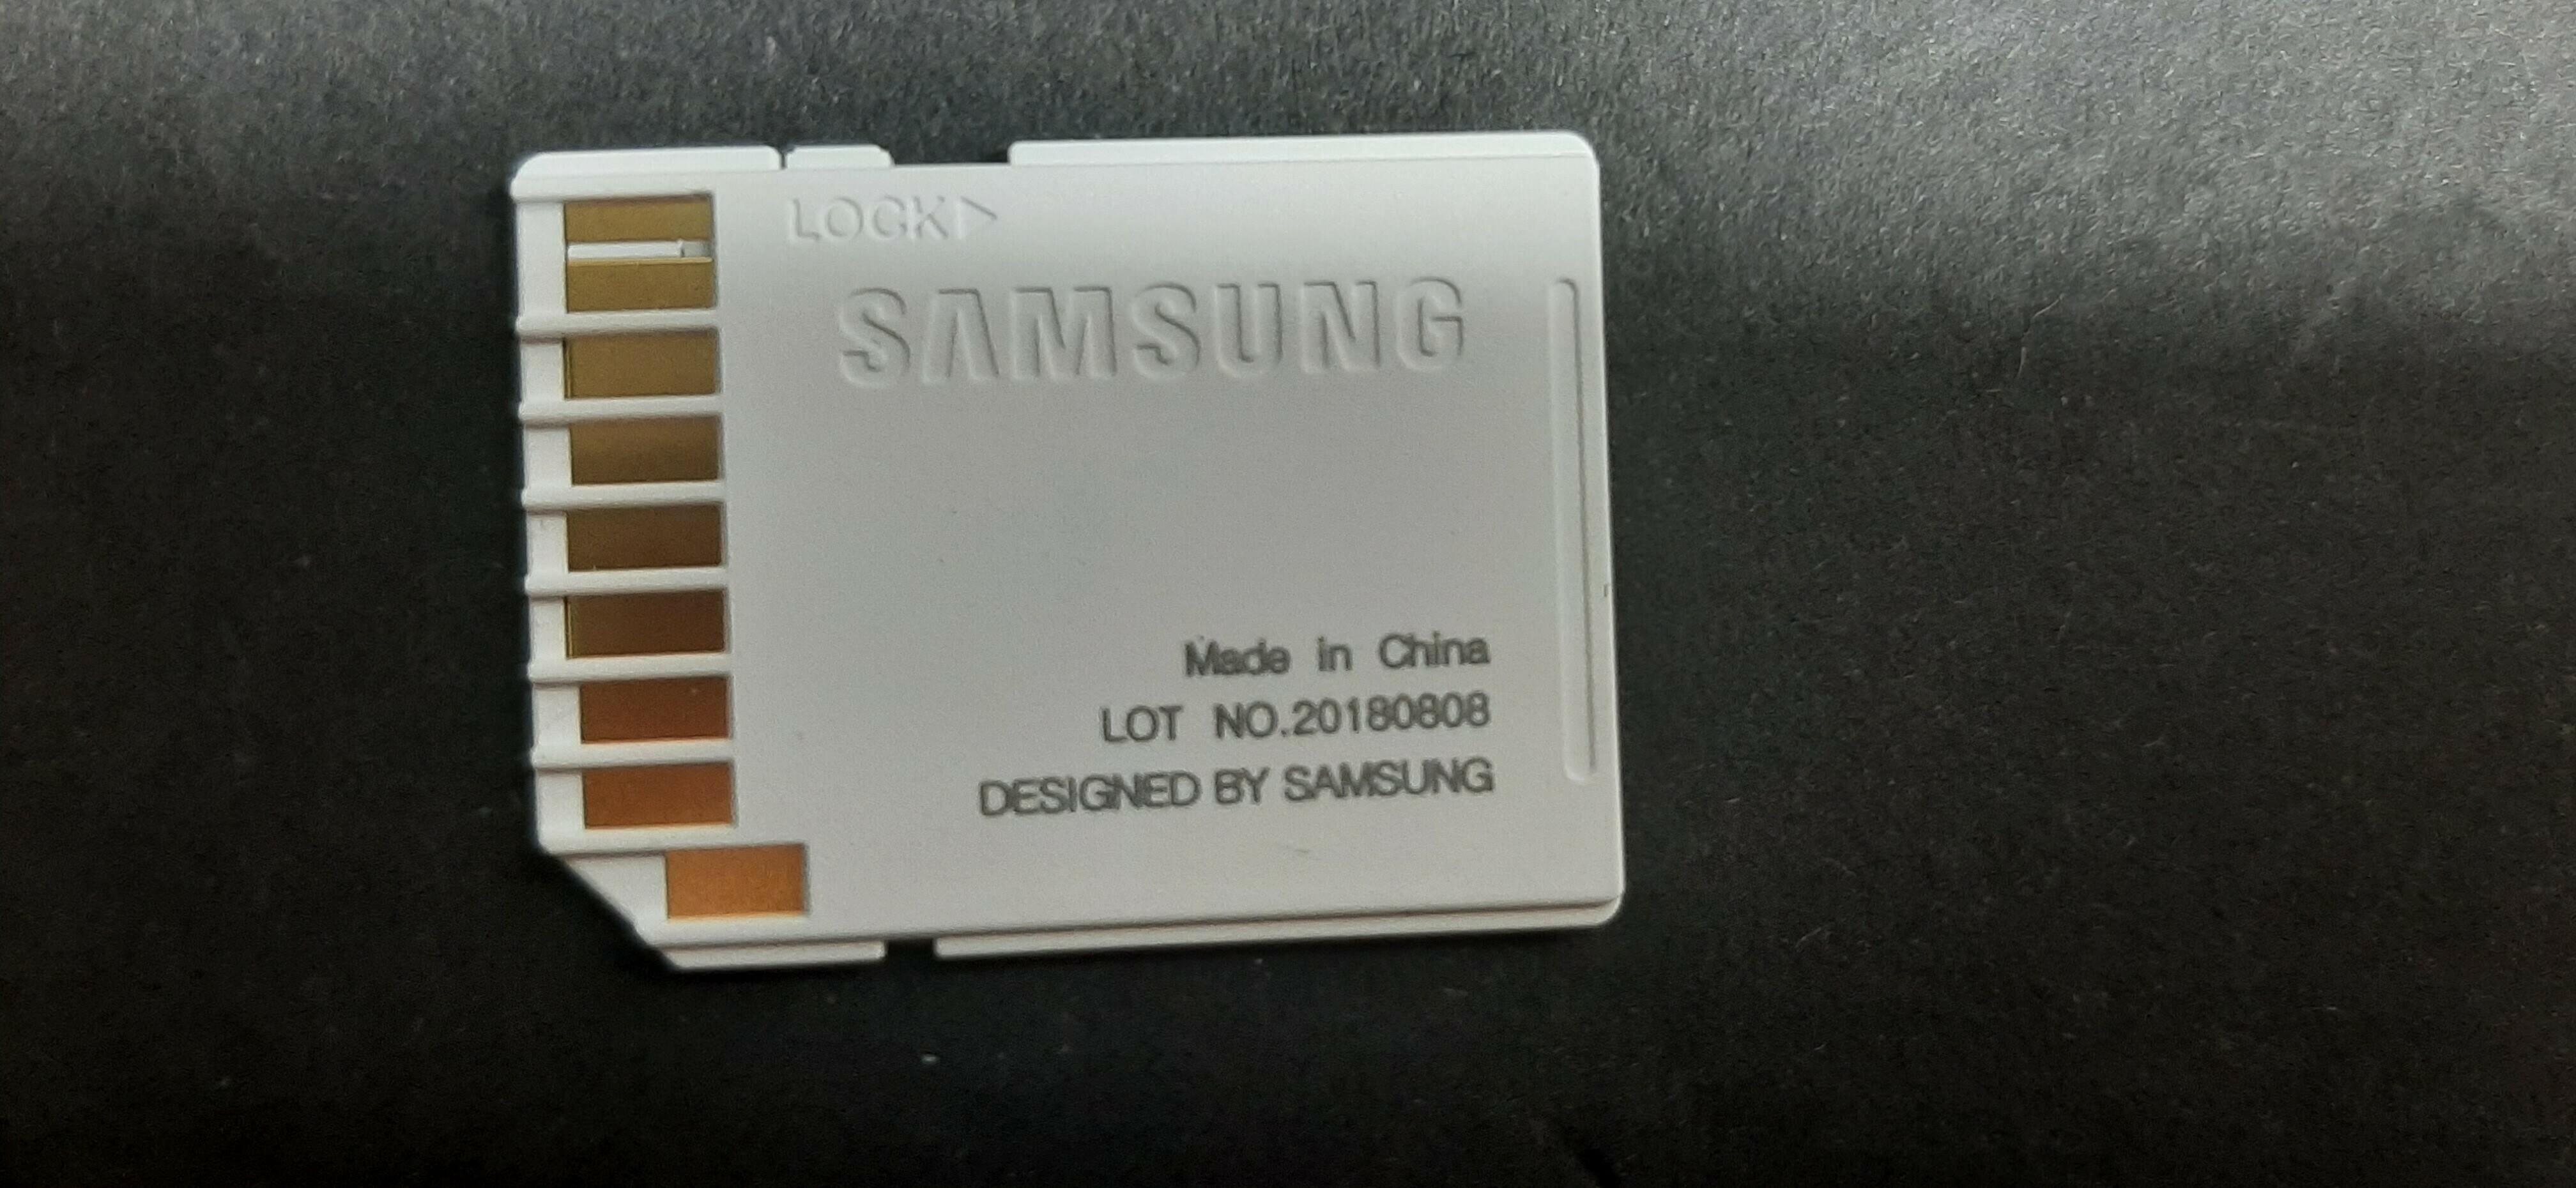 LOCK▷
SAMSUNG
Made in China
LOT NO.20180808
DESIGNED BY SAMSUNG